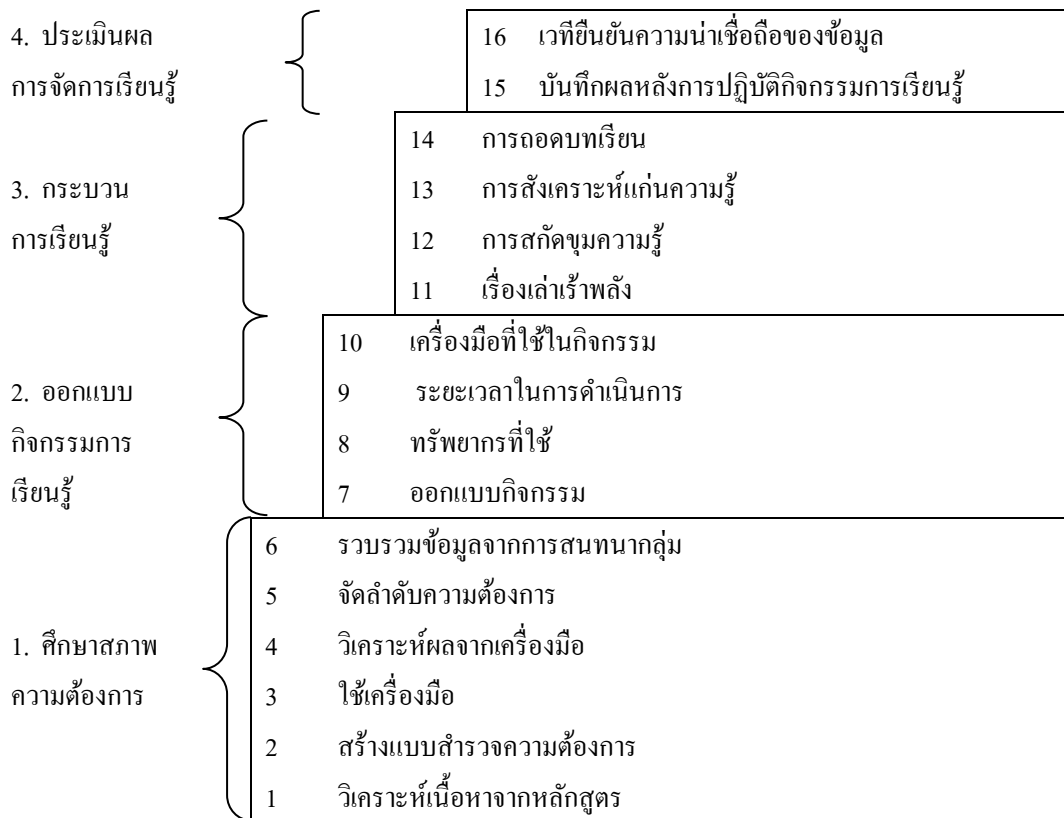 4. ประเมินผล
การจัดการเรียนรู้
16 เวทียืนยันความน่าเชื่อถือของข้อมูล
15 บันทึกผลหลังการปฏิบัติกิจกรรมการเรียนรู้
3. กระบวน
การเรียนรู้
14 การถอดบทเรียน
13 การสังเคราะห์แก่นความรู้
12 การสกัดขุมความรู้
11 เรื่องเล่าเร้าพลัง
2. ออกแบบ
กิจกรรมการ
เรียนรู้
10 เครื่องมือที่ใช้ในกิจกรรม
9 ระยะเวลาในการดำเนินการ
8 ทรัพยากรที่ใช้
7 ออกแบบกิจกรรม
1. ศึกษาสภาพ
ความต้องการ
6 รวบรวมข้อมูลจากการสนทนากลุ่ม
5 จัดลำดับความต้องการ
4 วิเคราะห์ผลจากเครื่องมือ
3 ใช้เครื่องมือ
2 สร้างแบบสำรวจความต้องการ
1 วิเคราะห์เนื้อหาจากหลักสูตร